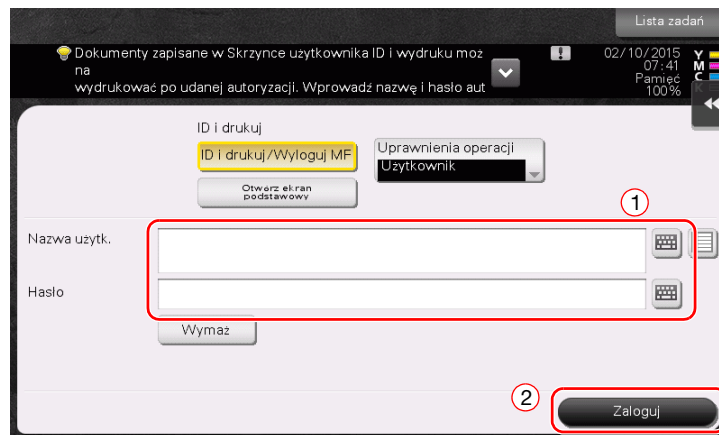 Lista zadań
Dokumenty zapisane w Skrzynce użytkownika ID i wydruku moż
na
wydrukować po udanej autoryzacji. Wprowadź nazwę i hasło aut
02/10/2015
07:41
Pamięć
100%
Y
M
C
K
ID i drukuj
ID i drukuj/Wyloguj MF
Uprawnienia operacji
Użytkownik
Otwórz ekran
podstawowy
1
Nazwa użytk.
Hasło
Wymaż
2
Zaloguj